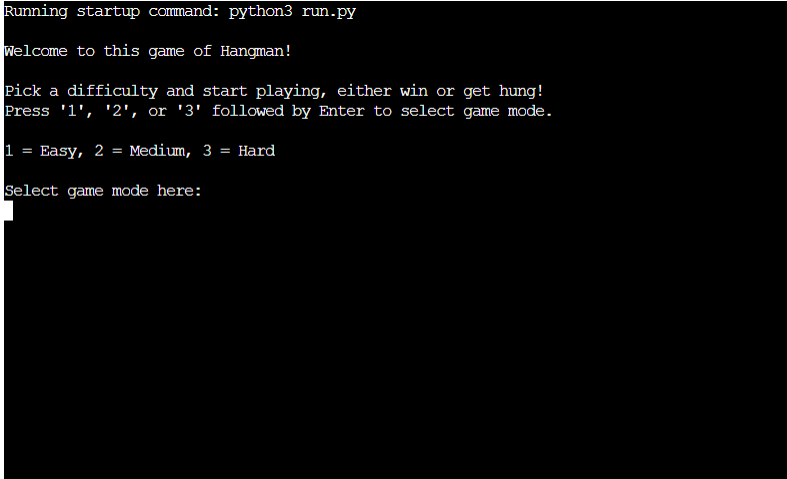 Running startup command: python3 run.py
Welcome to this game of Hangman!
Pick a difficulty and start playing, either win or get hung!
Press '1', '2', or '3' followed by Enter to select game mode.
1 = Easy, 2 = Medium, 3 = Hard
Select game mode here: